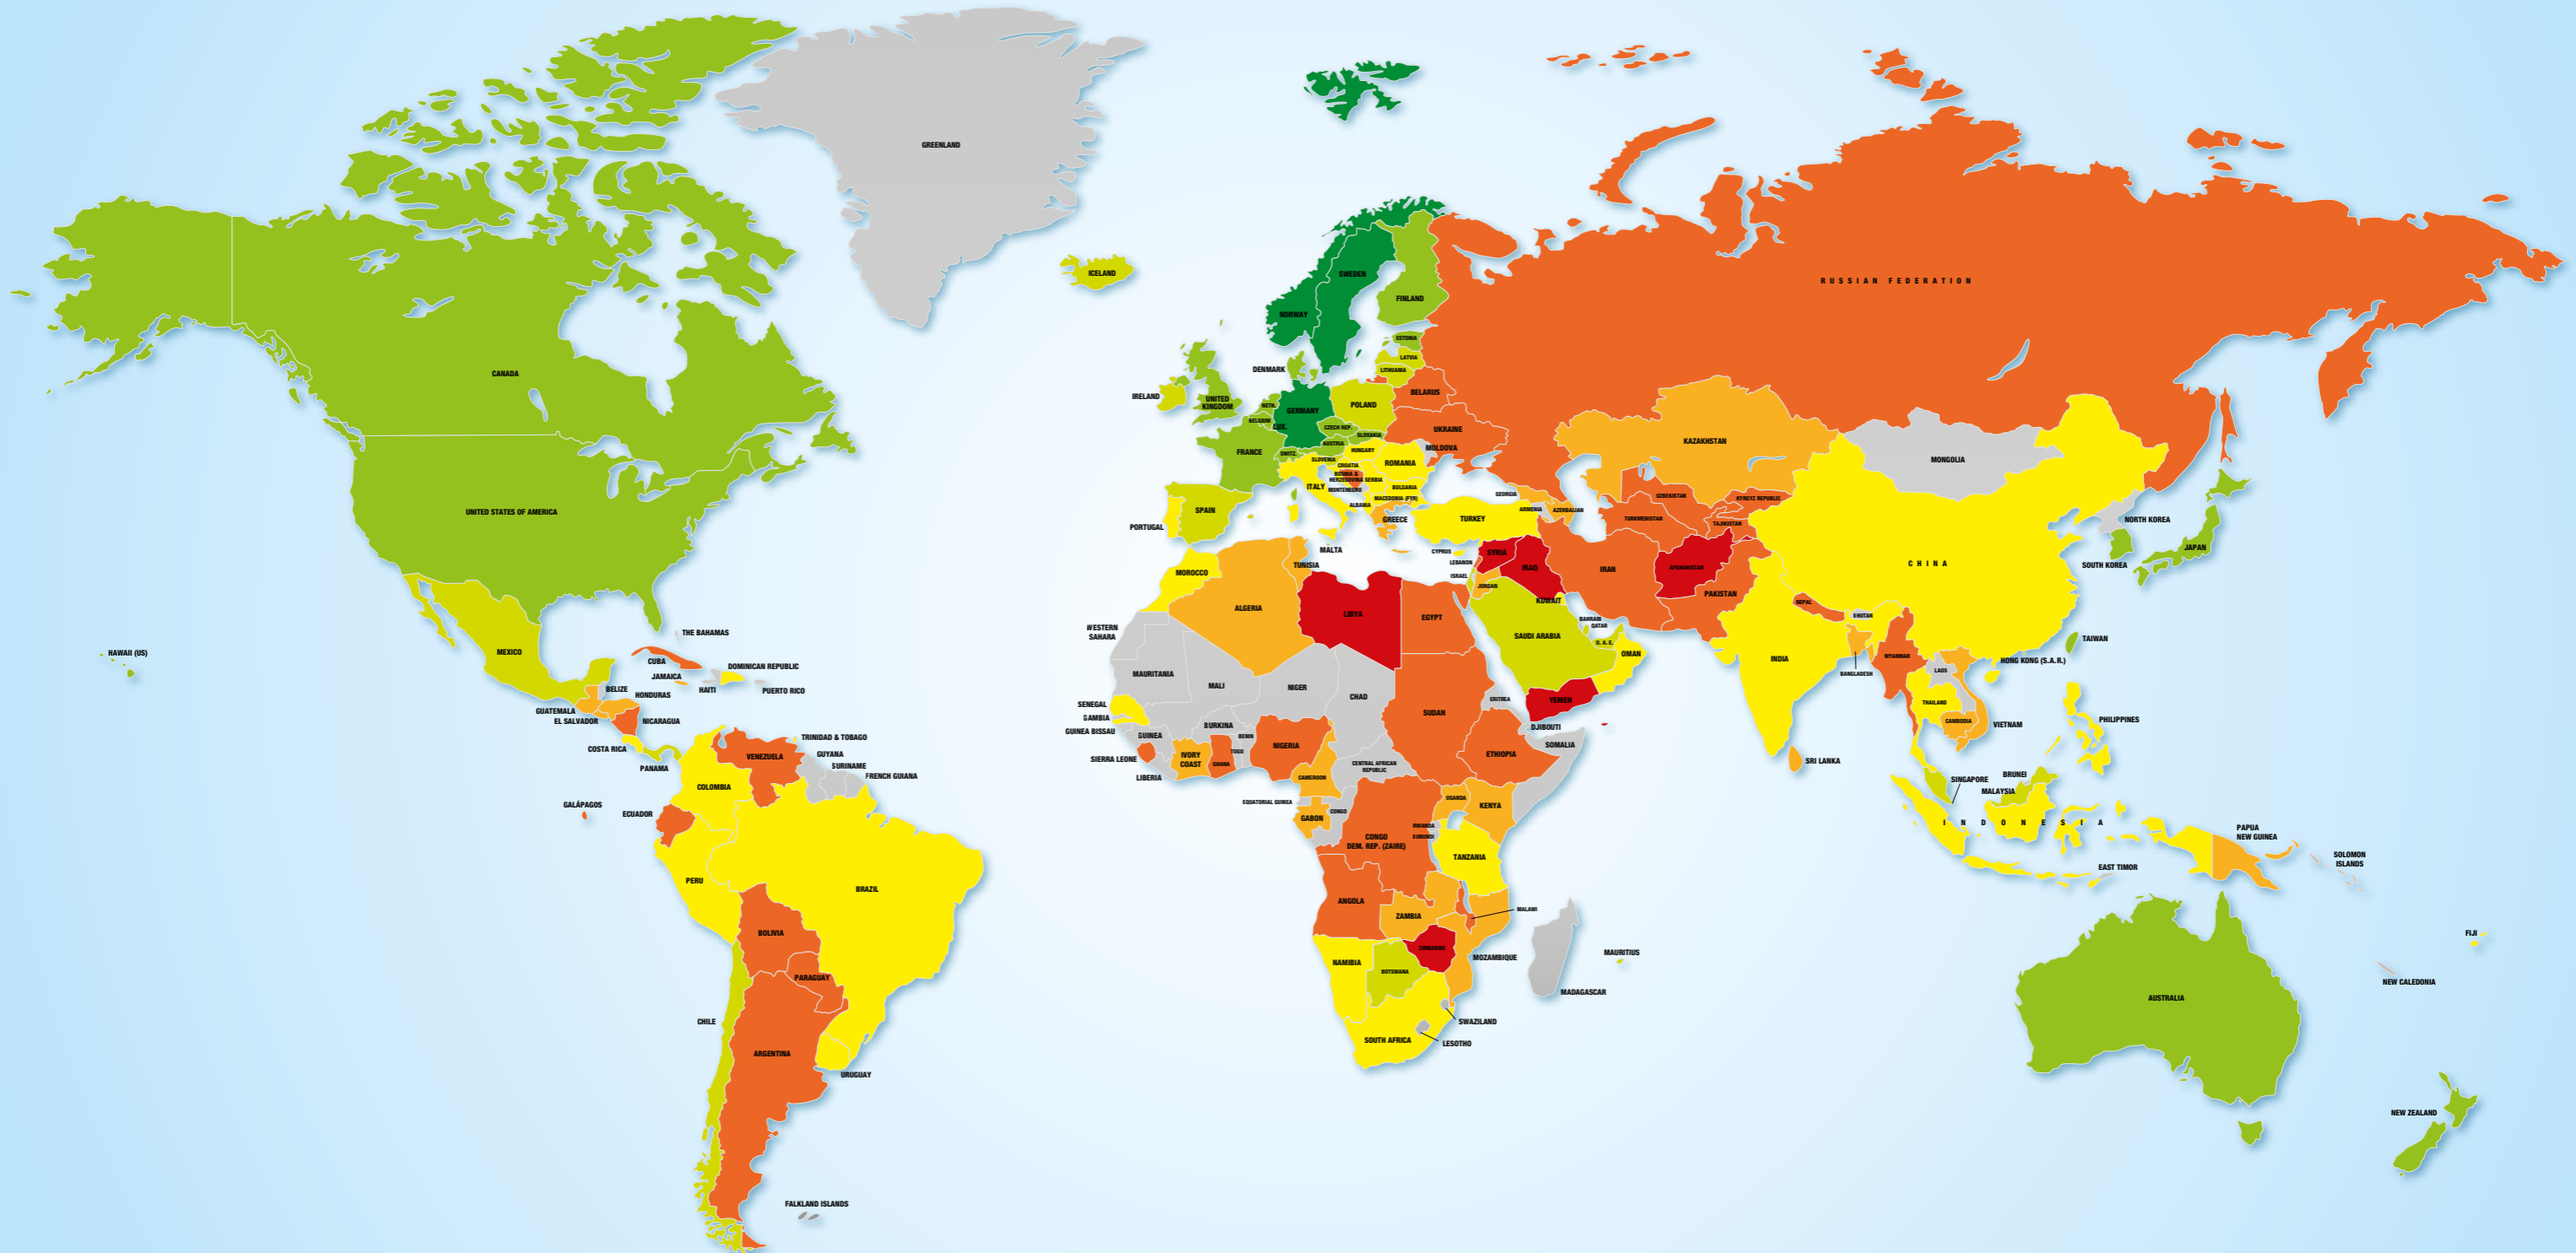 GREENLAND
ICELAND
CANADA
UNITED STATES OF AMERICA
HAWAII (US)
MEXICO
THE BAHAMAS
CUBA
DOMINICAN REPUBLIC
JAMAICA
HAITI
PUERTO RICO
BELIZE
HONDURAS
GUATEMALA
EL SALVADOR
NICARAGUA
COSTA RICA
PANAMA
TRINIDAD & TOBAGO
VENEZUELA
GUYANA
SURINAME
FRENCH GUIANA
COLOMBIA
GALÁPAGOS
ECUADOR
PERU
BRAZIL
BOLIVIA
PARAGUAY
CHILE
ARGENTINA
URUGUAY
FALKLAND ISLANDS
SWEDEN
NORWAY
FINLAND
ESTONIA
LATVIA
LITHUANIA
DENMARK
IRELAND
UNITED
KINGDOM
NETH.
BELGIUM
LUX.
GERMANY
POLAND
BELARUS
UKRAINE
MOLDOVA
CZECH REP.
SLOVAKIA
AUSTRIA
SWITZ.
FRANCE
HUNGARY
SLOVENIA
CROATIA
ROMANIA
BOSNIA &
HERZEGOVINA
SERBIA
ITALY
MONTENEGRO
BULGARIA
MACEDONIA (FYR)
ALBANIA
GREECE
SPAIN
PORTUGAL
MALTA
TURKEY
CYPRUS
GEORGIA
ARMENIA
AZERBAIJAN
RUSSIAN FEDERATION
KAZAKHSTAN
UZBEKISTAN
KYRGYZ REPUBLIC
TURKMENISTAN
TAJIKISTAN
MONGOLIA
NORTH KOREA
JAPAN
SOUTH KOREA
CHINA
SYRIA
LEBANON
ISRAEL
JORDAN
IRAQ
IRAN
AFGHANISTAN
PAKISTAN
KUWAIT
BAHRAIN
QATAR
U. A. E.
SAUDI ARABIA
OMAN
YEMEN
NEPAL
BHUTAN
INDIA
BANGLADESH
MYANMAR
LAOS
THAILAND
CAMBODIA
VIETNAM
SRI LANKA
TAIWAN
HONG KONG (S.A.R.)
PHILIPPINES
SINGAPORE
BRUNEI
MALAYSIA
INDONESIA
EAST TIMOR
PAPUA
NEW GUINEA
SOLOMON
ISLANDS
FIJI
NEW CALEDONIA
AUSTRALIA
NEW ZEALAND
MOROCCO
TUNISIA
ALGERIA
LIBYA
EGYPT
WESTERN
SAHARA
MAURITANIA
MALI
NIGER
CHAD
SUDAN
ERITREA
DJIBOUTI
SOMALIA
ETHIOPIA
SENEGAL
GAMBIA
GUINEA BISSAU
GUINEA
SIERRA LEONE
LIBERIA
IVORY
COAST
BURKINA
GHANA
TOGO
BENIN
NIGERIA
CAMEROON
CENTRAL AFRICAN
REPUBLIC
EQUATORIAL GUINEA
GABON
CONGO
CONGO
DEM. REP. (ZAIRE)
UGANDA
KENYA
RWANDA
BURUNDI
TANZANIA
ANGOLA
ZAMBIA
MALAWI
MOZAMBIQUE
ZIMBABWE
NAMIBIA
BOTSWANA
SOUTH AFRICA
SWAZILAND
LESOTHO
MADAGASCAR
MAURITIUS